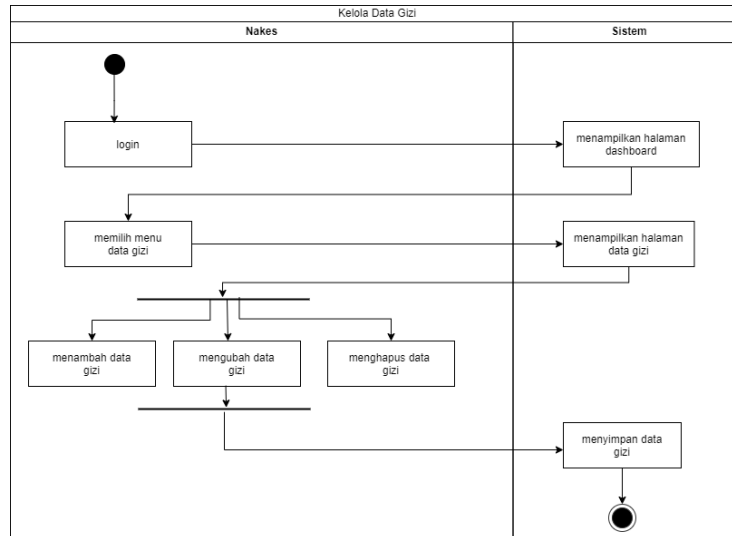 Kelola Data Gizi
Nakes
Sistem
login
menampilkan halaman
dashboard
memilih menu
data gizi
menampilkan halaman
data gizi
menambah data
gizi
mengubah data
gizi
menghapus data
gizi
menyimpan data
gizi